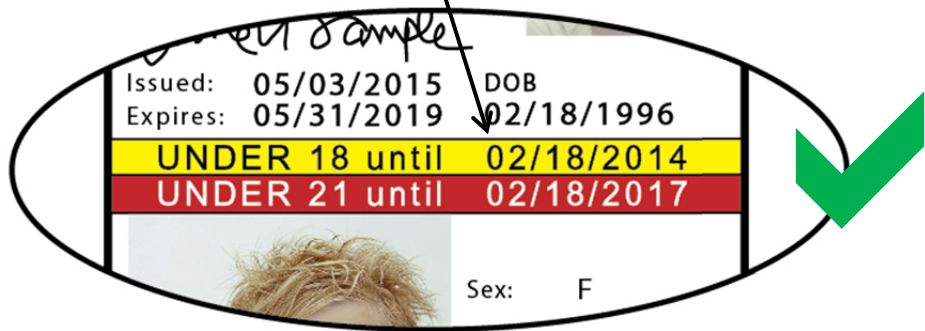 Sample
Issued: 05/03/2015 DOB
Expires: 05/31/2019 02/18/1996
UNDER 18 until 02/18/2014
UNDER 21 until 02/18/2017
Sex: F